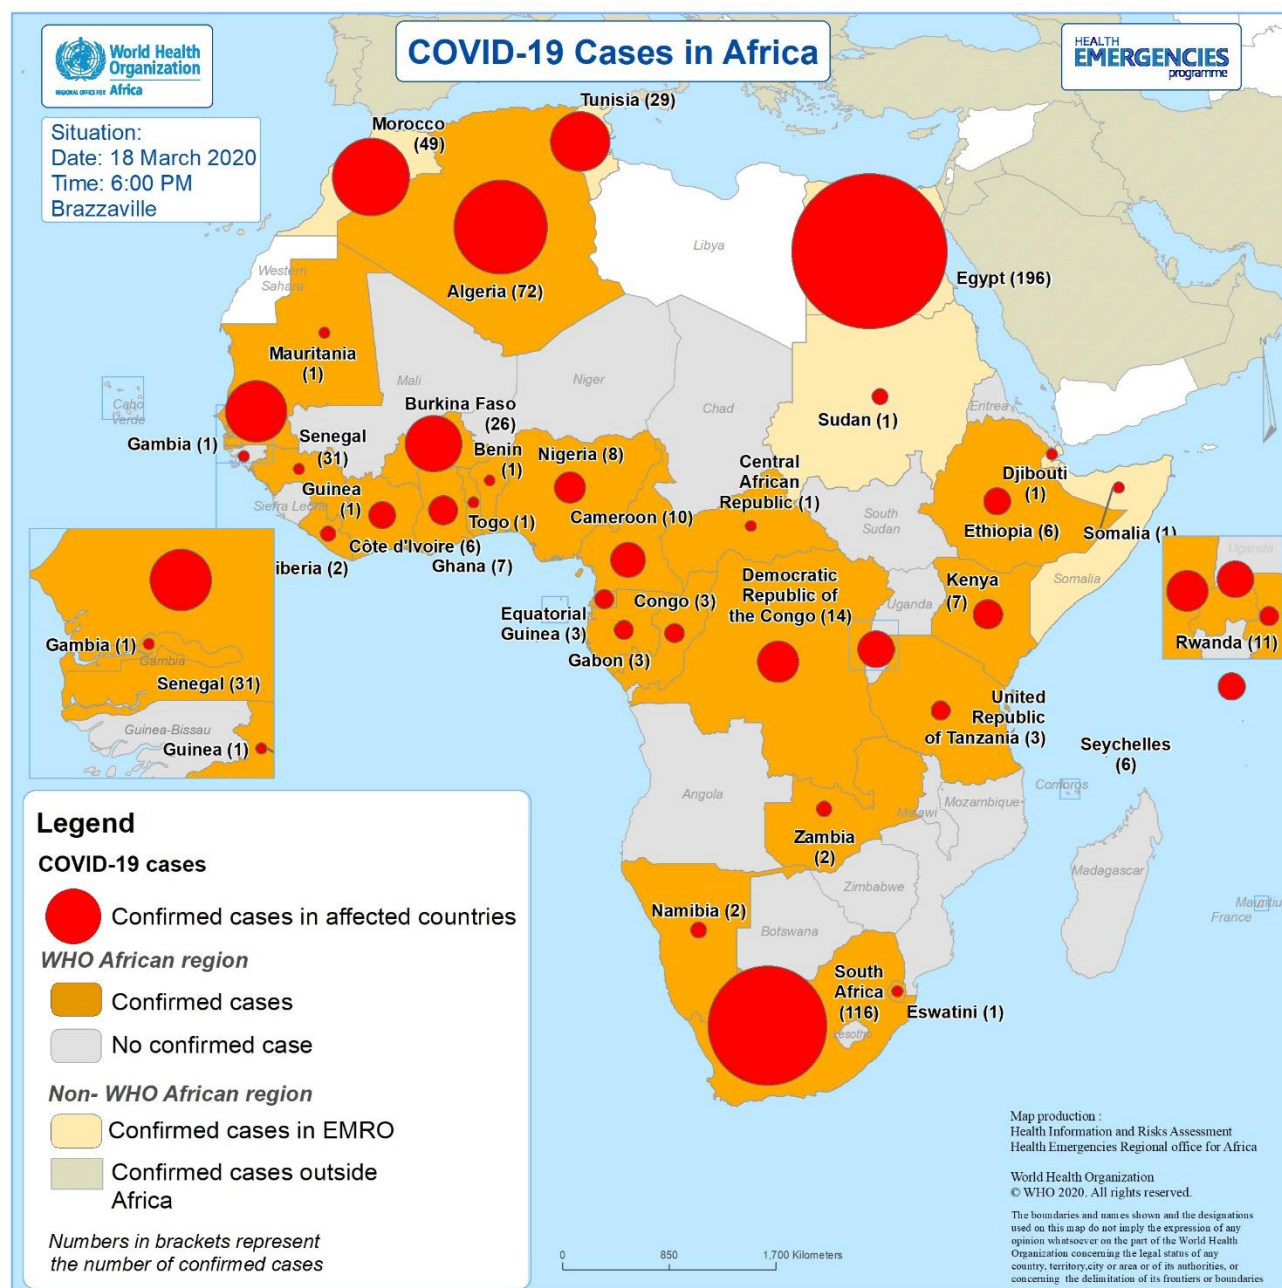 World Health
Organization
REGIONAL OFFICE FOR Africa
COVID-19 Cases in Africa
HEALTH
EMERGENCIES
programme
Situation:
Date: 18 March 2020
Time: 6:00 PM
Brazzaville
Tunisia (29)
Morocco
(49)
Libya
Egypt (196)
Western
Sahara
Algeria (72)
N
Mauritania
(1)
Mali
Niger
Chad
Sudan (1)
Eritrea
Cabo
Verde
Burkina Faso
(26)
Gambia (1)
Senegal
(31)
Benin
(1)
Nigeria (8)
Central
African
Republic (1)
Djibouti
(1)
Guinea
(1)
Sierra Leone
Togo (1)
Cameroon (10)
South
Sudan
Ethiopia (6)
Somalia (1)
Côte d'Ivoire (6)
Ghana (7)
iberia (2)
Somalia
Uganda
Kenya
(7)
Uganda
Democratic
Republic of
the Congo (14)
Congo (3)
Equatorial
Guinea (3)
Gabon (3)
Rwanda (11)
Gambia (1)
Gambia
Senegal (31)
Guinea-Bissau
Guinea (1)
United
Republic
of Tanzania (3)
Seychelles
(6)
Comoros
Angola
Malawi
Mozambique
Zambia
(2)
Madagascar
Zimbabwe
Mauritiu
France
Namibia (2)
Botswana
South
Africa
(116)
Eswatini (1)
Lesotho
Legend
COVID-19 cases
Confirmed cases in affected countries
WHO African region
Confirmed cases
No confirmed case
Non- WHO African region
Confirmed cases in EMRO
Confirmed cases outside
Africa
Numbers in brackets represent
the number of confirmed cases
0 850 1,700 Kilometers
Map production :
Health Information and Risks Assessment
Health Emergencies Regional office for Africa
World Health Organization
© WHO 2020. All rights reserved.
The boundaries and names shown and the designations
used on this map do not imply the expression of any
opinion whatsoever on the part of the World Health
Organization concerning the legal status of any
country, territory,city or area or of its authorities, or
concerning the delimitation of its frontiers or boundaries